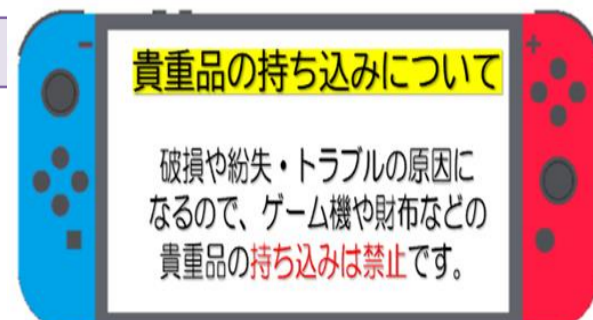 貴重品の持ち込みについて
破損や紛失・トラブルの原因に
なるので、ゲーム機や財布などの
貴重品の持ち込みは禁止です。